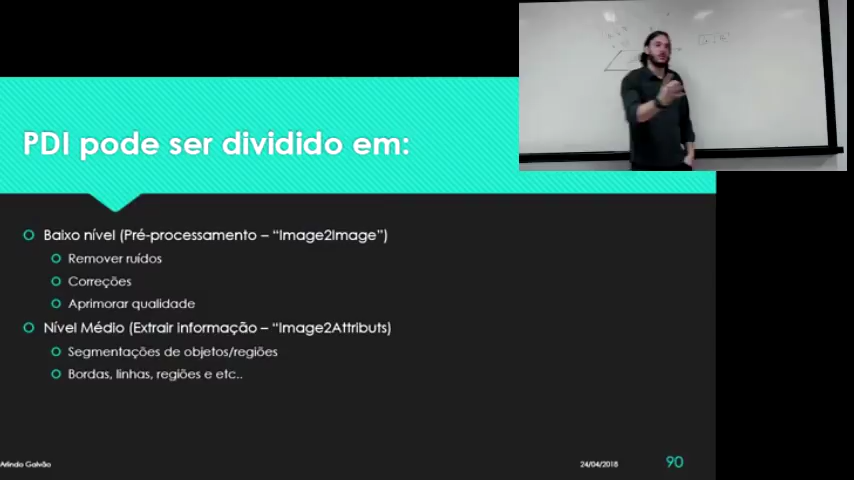 PDI pode ser dividido em:
Baixo nível (Pré-processamento – “Image2Image”)
Remover ruídos
Correções
Aprimorar qualidade
Nível Médio (Extrair informação – “Image2Attributs)
Segmentações de objetos/regiões
Bordas, linhas, regiões e etc..
Arlindo Galvão
24/04/2018
90